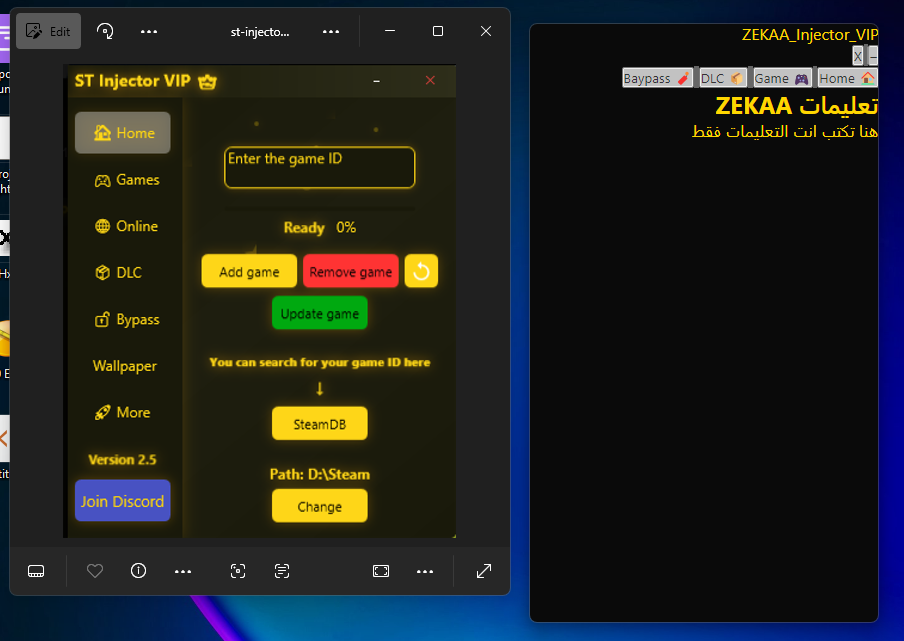 Edit
st-injecto...
ST Injector VIP
Home
Games
Online
DLC
Bypass
Wallpaper
More
Version 2.5
Join Discord
Enter the game ID
Ready 0%
Add game
Remove game
Update game
You can search for your game ID here
↓
SteamDB
Path: D:\Steam
Change
ZEKAA_Injector_VIP
X –
Baypass 🧨 DLC 📦 Game 🎮 Home 🏠
تعليمات ZEKAA
هنا تكتب انت التعليمات فقط